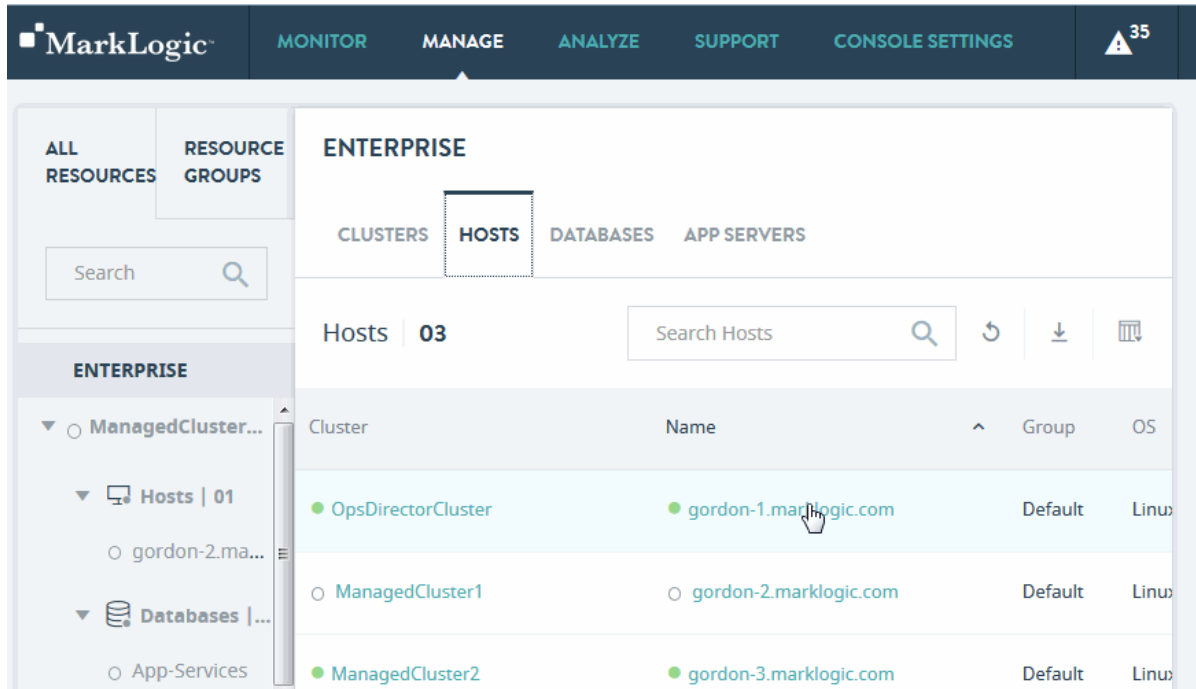 MarkLogic™ MONITOR MANAGE ANALYZE SUPPORT CONSOLE SETTINGS 35
ALL
RESOURCES
RESOURCE
GROUPS
Search
ENTERPRISE
ManagedCluster...
Hosts | 01
gordon-2.ma...
Databases |...
App-Services
ENTERPRISE
CLUSTERS HOSTS DATABASES APP SERVERS
Hosts 03 Search Hosts
Cluster Name Group OS
OpsDirectorCluster gordon-1.marklogic.com Default Linux
ManagedCluster1 gordon-2.marklogic.com Default Linux
ManagedCluster2 gordon-3.marklogic.com Default Linux